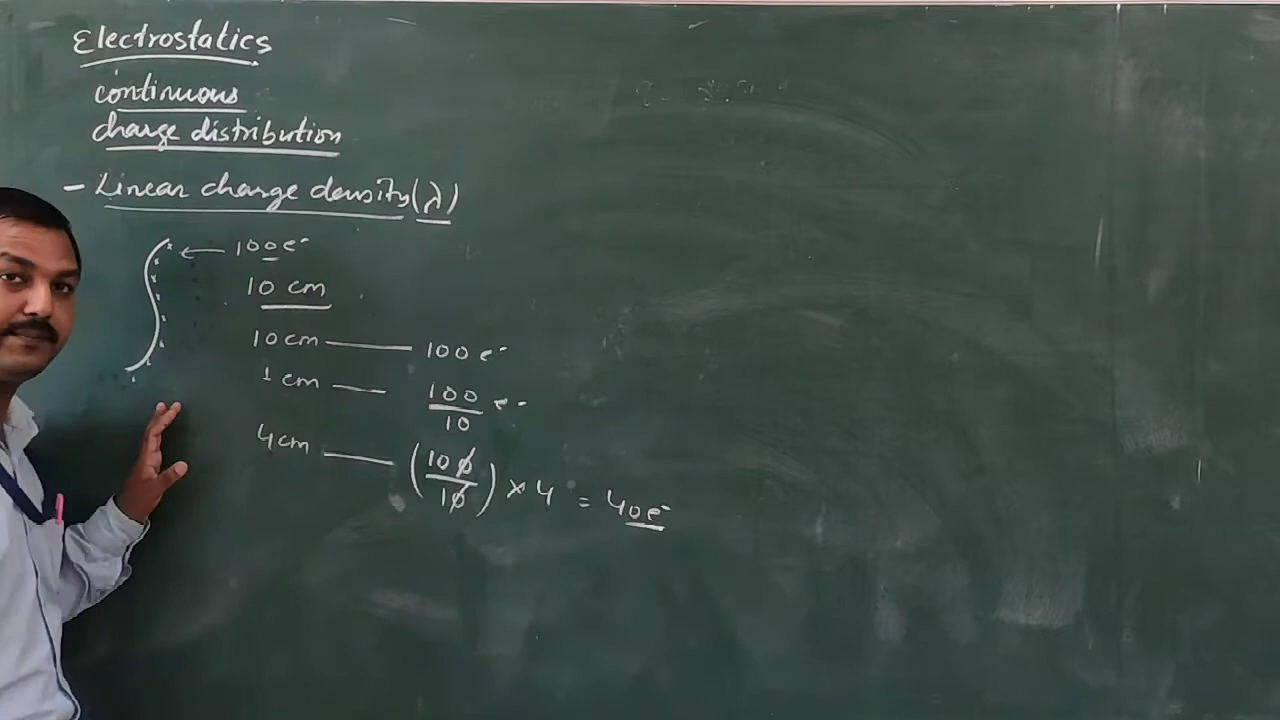 Electrostatics
continuous
charge distribution
- Linear charge density (λ)
← 100e⁻
10 cm
10cm —— 100e⁻
1 cm —— 100/10 e⁻
4cm —— (100/10) × 4 = 40e⁻